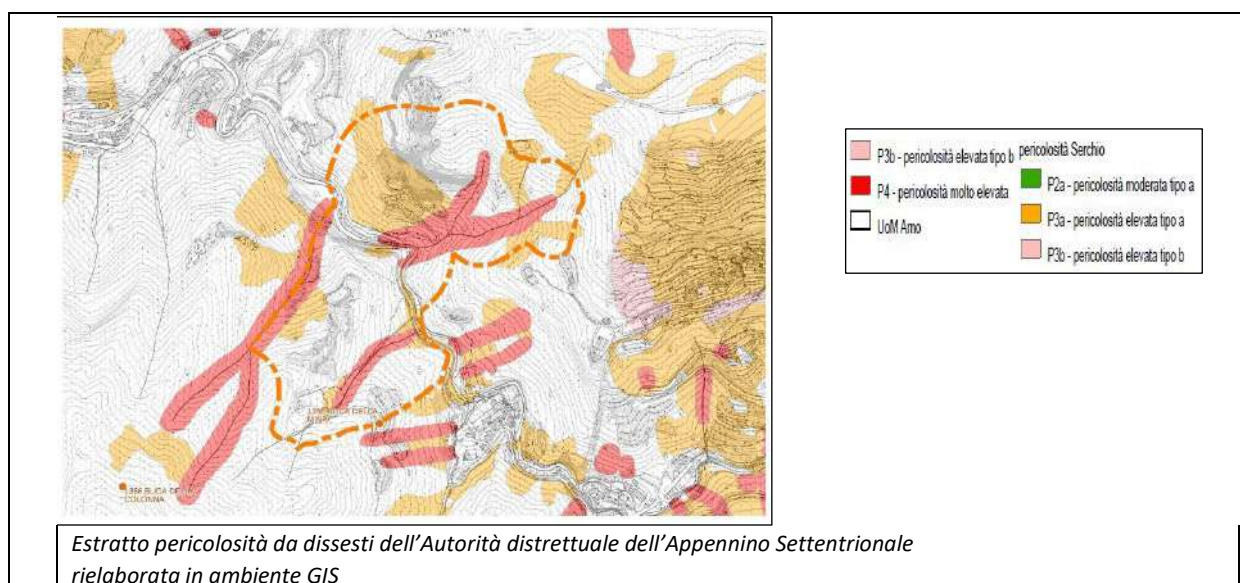 P3b - pericolosità elevata tipo b
P4 - pericolosità molto elevata
UoM Arno
pericolosità Serchio
P2a - pericolosità moderata tipo a
P3a - pericolosità elevata tipo a
P3b - pericolosità elevata tipo b
COLONNA
Estratto pericolosità da dissesti dell’Autorità distrettuale dell’Appennino Settentrionale
rielaborata in ambiente GIS